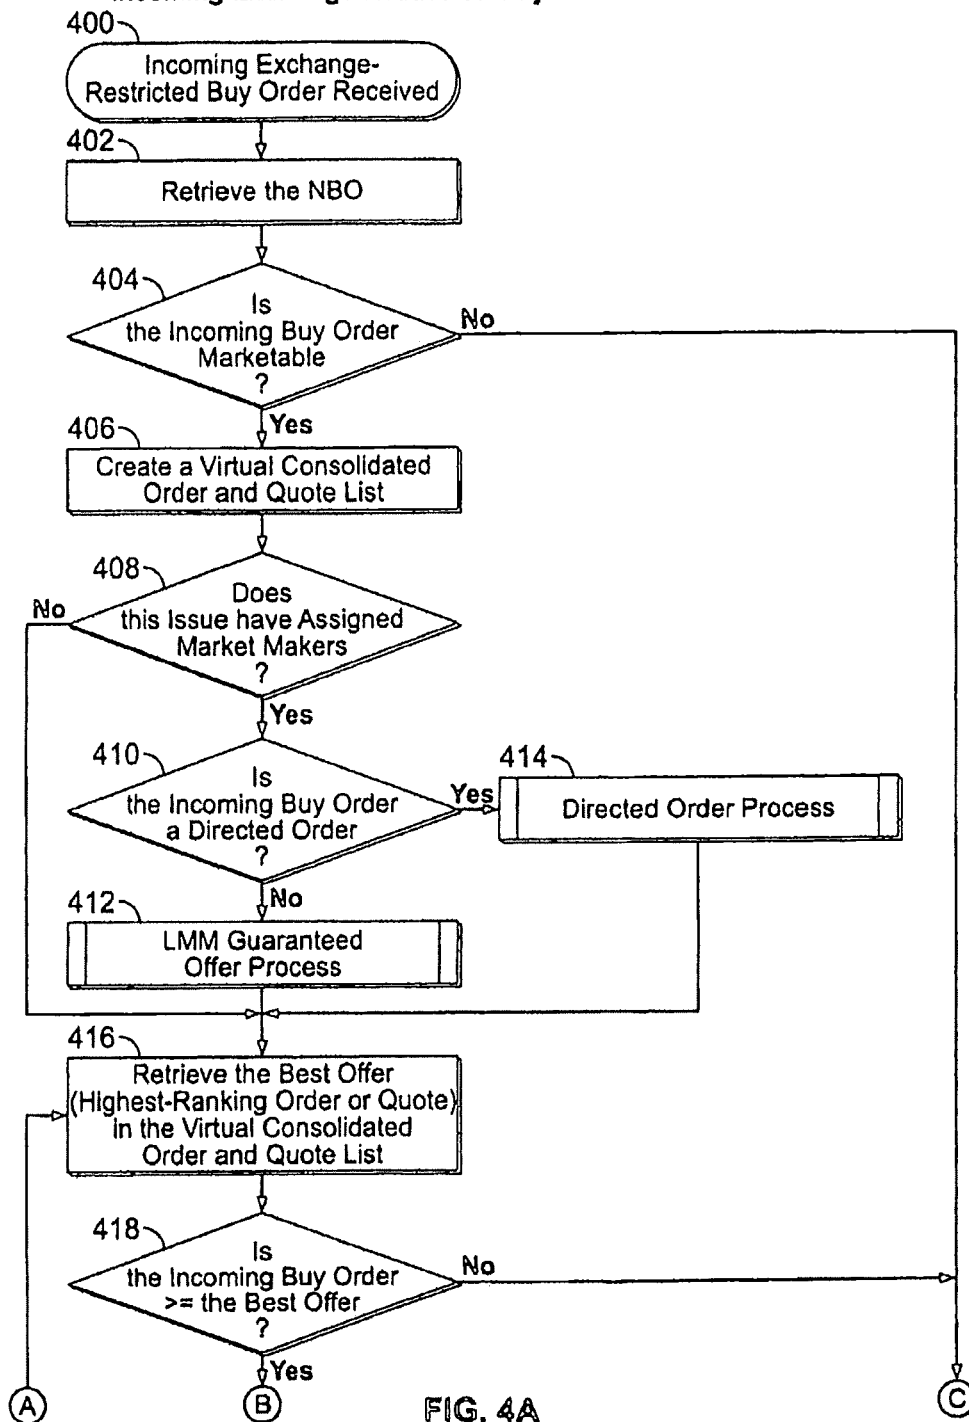 400
Incoming Exchange-
Restricted Buy Order Received
402
Retrieve the NBO
404
Is
the Incoming Buy Order
Marketable
?
No
Yes
406
Create a Virtual Consolidated
Order and Quote List
408
Does
this Issue have Assigned
Market Makers
?
No
Yes
410
Is
the Incoming Buy Order
a Directed Order
?
Yes
414
Directed Order Process
No
412
LMM Guaranteed
Offer Process
416
Retrieve the Best Offer
(Highest-Ranking Order or Quote)
in the Virtual Consolidated
Order and Quote List
418
Is
the Incoming Buy Order
>= the Best Offer
?
No
Yes
A
B
FIG. 4A
C